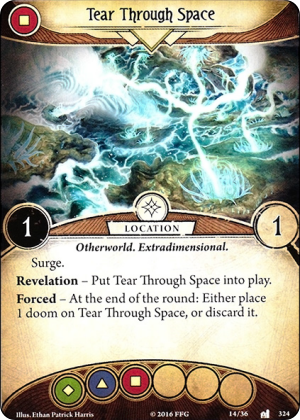 Tear Through Space
1
LOCATION
1
Otherworld. Extradimensional.
Surge.
Revelation – Put Tear Through Space into play.
Forced – At the end of the round: Either place
1 doom on Tear Through Space, or discard it.
Illus. Ethan Patrick Harris
© 2016 FFG
14/36
324